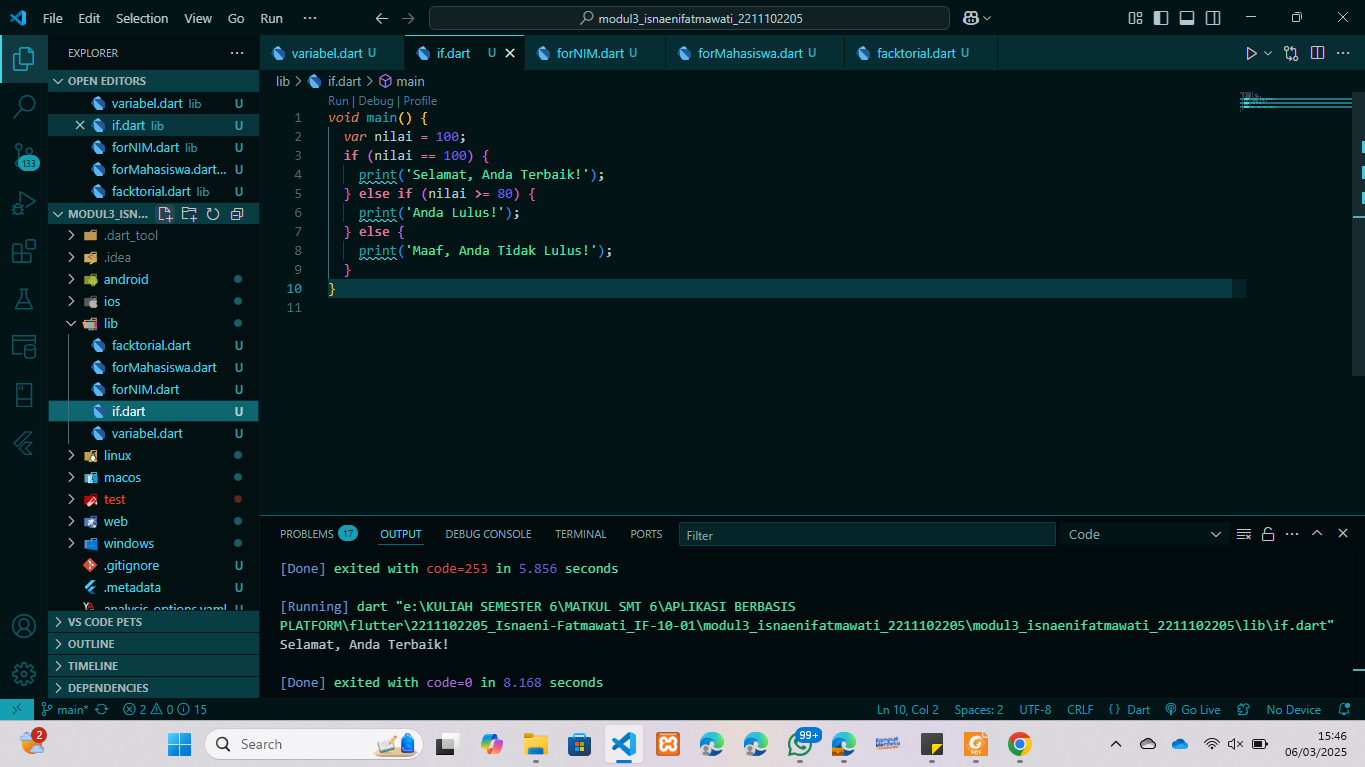 File Edit Selection View Go Run ··· modul3_isnaenifatmawati_2211102205
EXPLORER ···
OPEN EDITORS
variabel.dart lib U
if.dart lib U
forNIM.dart lib U
forMahasiswa.dart... U
facktorial.dart lib U
133
MODUL3_ISN...
.dart_tool
.idea
android
ios
lib
facktorial.dart U
forMahasiswa.dart U
forNIM.dart U
if.dart U
variabel.dart U
linux
macos
test
web
windows
.gitignore U
.metadata U
analysis_options.yaml U
VS CODE PETS
OUTLINE
TIMELINE
DEPENDENCIES
variabel.dart U if.dart U forNIM.dart U forMahasiswa.dart U facktorial.dart U
lib > if.dart > main
Run | Debug | Profile
1 void main() {
2 var nilai = 100;
3 if (nilai == 100) {
4 print('Selamat, Anda Terbaik!');
5 } else if (nilai >= 80) {
6 print('Anda Lulus!');
7 } else {
8 print('Maaf, Anda Tidak Lulus!');
9 }
10 }
11
PROBLEMS 17 OUTPUT DEBUG CONSOLE TERMINAL PORTS Filter Code
[Done] exited with code=253 in 5.856 seconds
[Running] dart "e:\KULIAH SEMESTER 6\MATKUL SMT 6\APLIKASI BERBASIS
PLATFORM\flutter\2211102205_Isnaeni-Fatmawati_IF-10-01\modul3_isnaenifatmawati_2211102205\modul3_isnaenifatmawati_2211102205\lib\if.dart"
Selamat, Anda Terbaik!
[Done] exited with code=0 in 8.168 seconds
main* 2 0 15 Ln 10, Col 2 Spaces: 2 UTF-8 CRLF {} Dart Go Live No Device
2 Search 99+ Kampus Merdeka PDF 15:46
06/03/2025